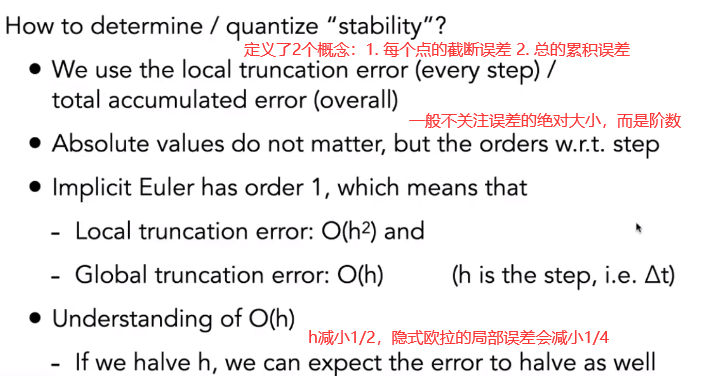 How to determine / quantize “stability”?
定义了2个概念：1. 每个点的截断误差 2. 总的累积误差
● We use the local truncation error (every step) /
total accumulated error (overall)
一般不关注误差的绝对大小，而是阶数
● Absolute values do not matter, but the orders w.r.t. step
● Implicit Euler has order 1, which means that
- Local truncation error: O(h²) and
- Global truncation error: O(h) (h is the step, i.e. Δt)
● Understanding of O(h)
h减小1/2，隐式欧拉的局部误差会减小1/4
- If we halve h, we can expect the error to halve as well